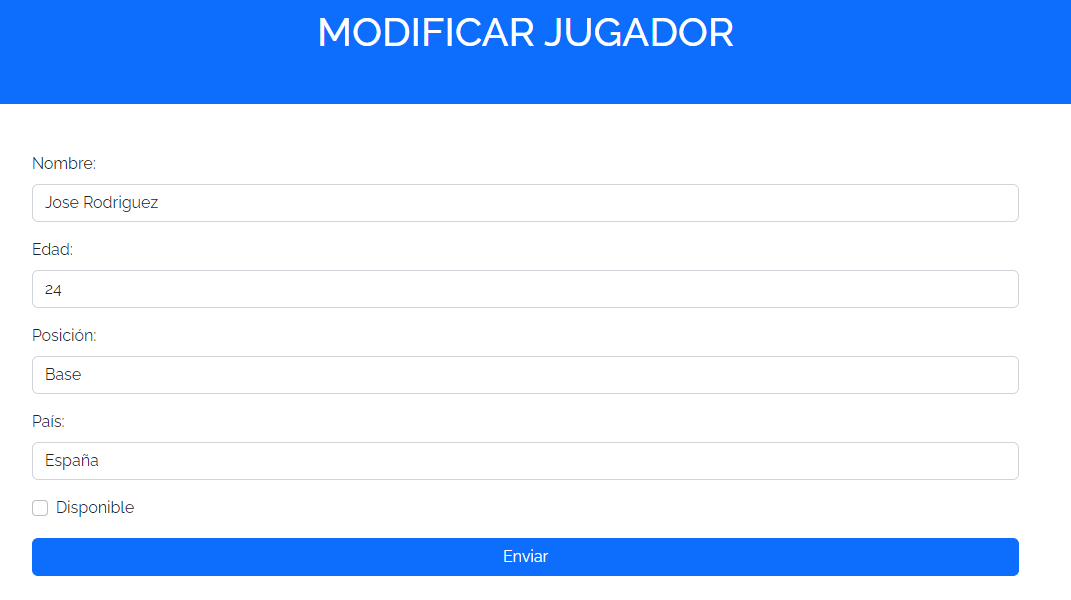 MODIFICAR JUGADOR
Nombre:
Jose Rodriguez
Edad:
24
Posición:
Base
País:
España
Disponible
Enviar